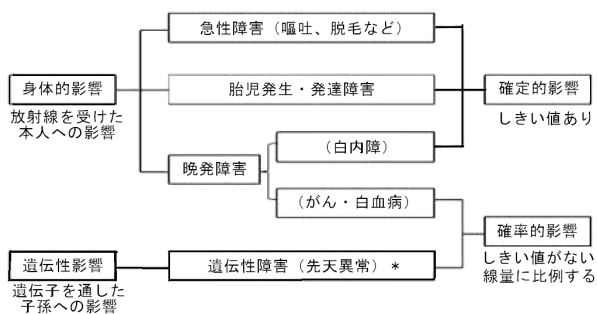 急性障害（嘔吐、脱毛など）
身体的影響
放射線を受けた
本人への影響
胎児発生・発達障害
確定的影響
しきい値あり
晩発障害
（白内障）
（がん・白血病）
確率的影響
しきい値がない
線量に比例する
遺伝性影響
遺伝子を通した
子孫への影響
遺伝性障害（先天異常）＊